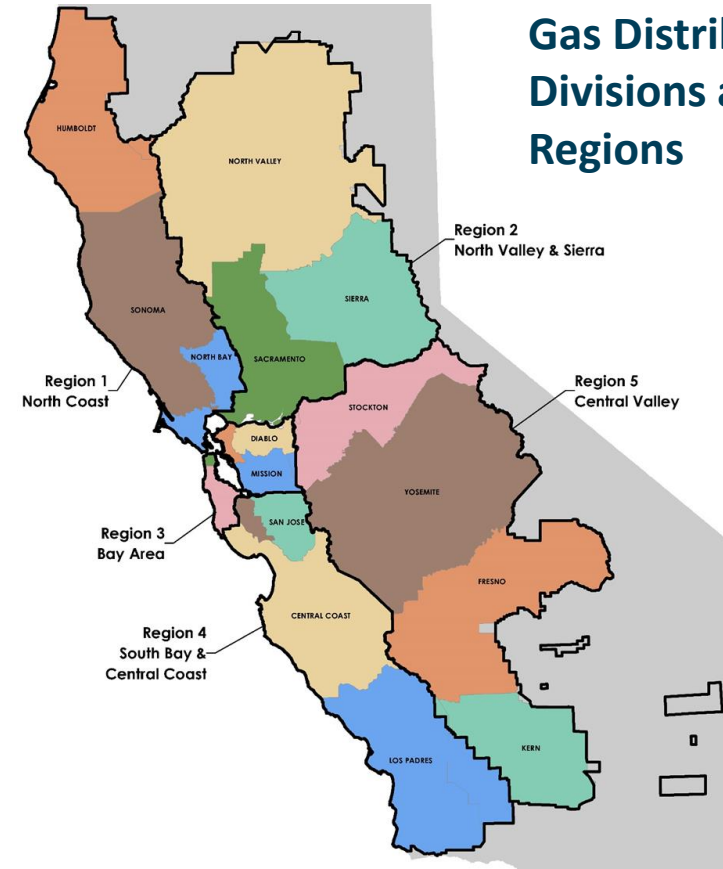 Gas Distri
Divisions a
Regions
HUMBOLDT
NORTH VALLEY
Region 2
North Valley & Sierra
SIERRA
SONOMA
NORTH BAY
SACRAMENTO
Region 1
North Coast
Region 5
Central Valley
STOCKTON
DIABLO
MISSION
YOSEMITE
SAN JOSE
Region 3
Bay Area
FRESNO
CENTRAL COAST
Region 4
South Bay &
Central Coast
KERN
LOS PADRES